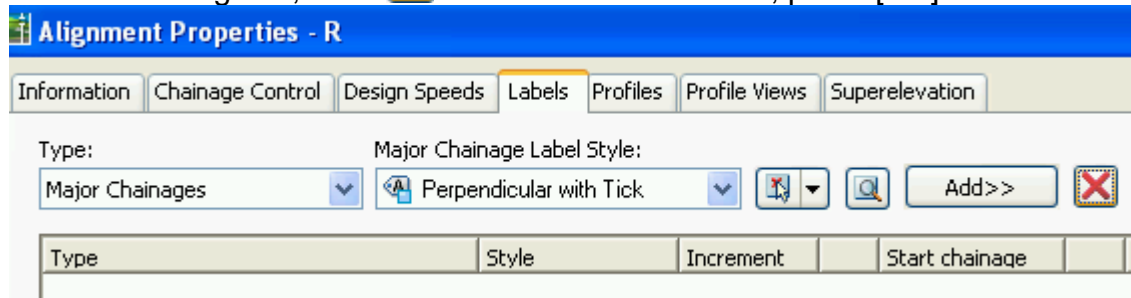 Alignment Properties - R
Information Chainage Control Design Speeds Labels Profiles Profile Views Superelevation
Type: Major Chainage Label Style:
Major Chainages Perpendicular with Tick Add>>
Type Style Increment Start chainage